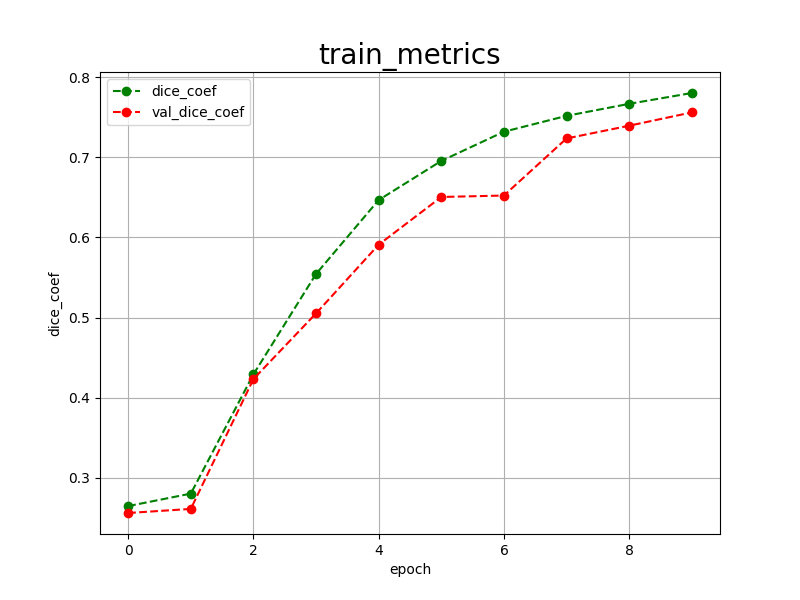 train_metrics
dice_coef
val_dice_coef
0.8
0.7
0.6
0.5
0.4
0.3
dice_coef
0 2 4 6 8
epoch